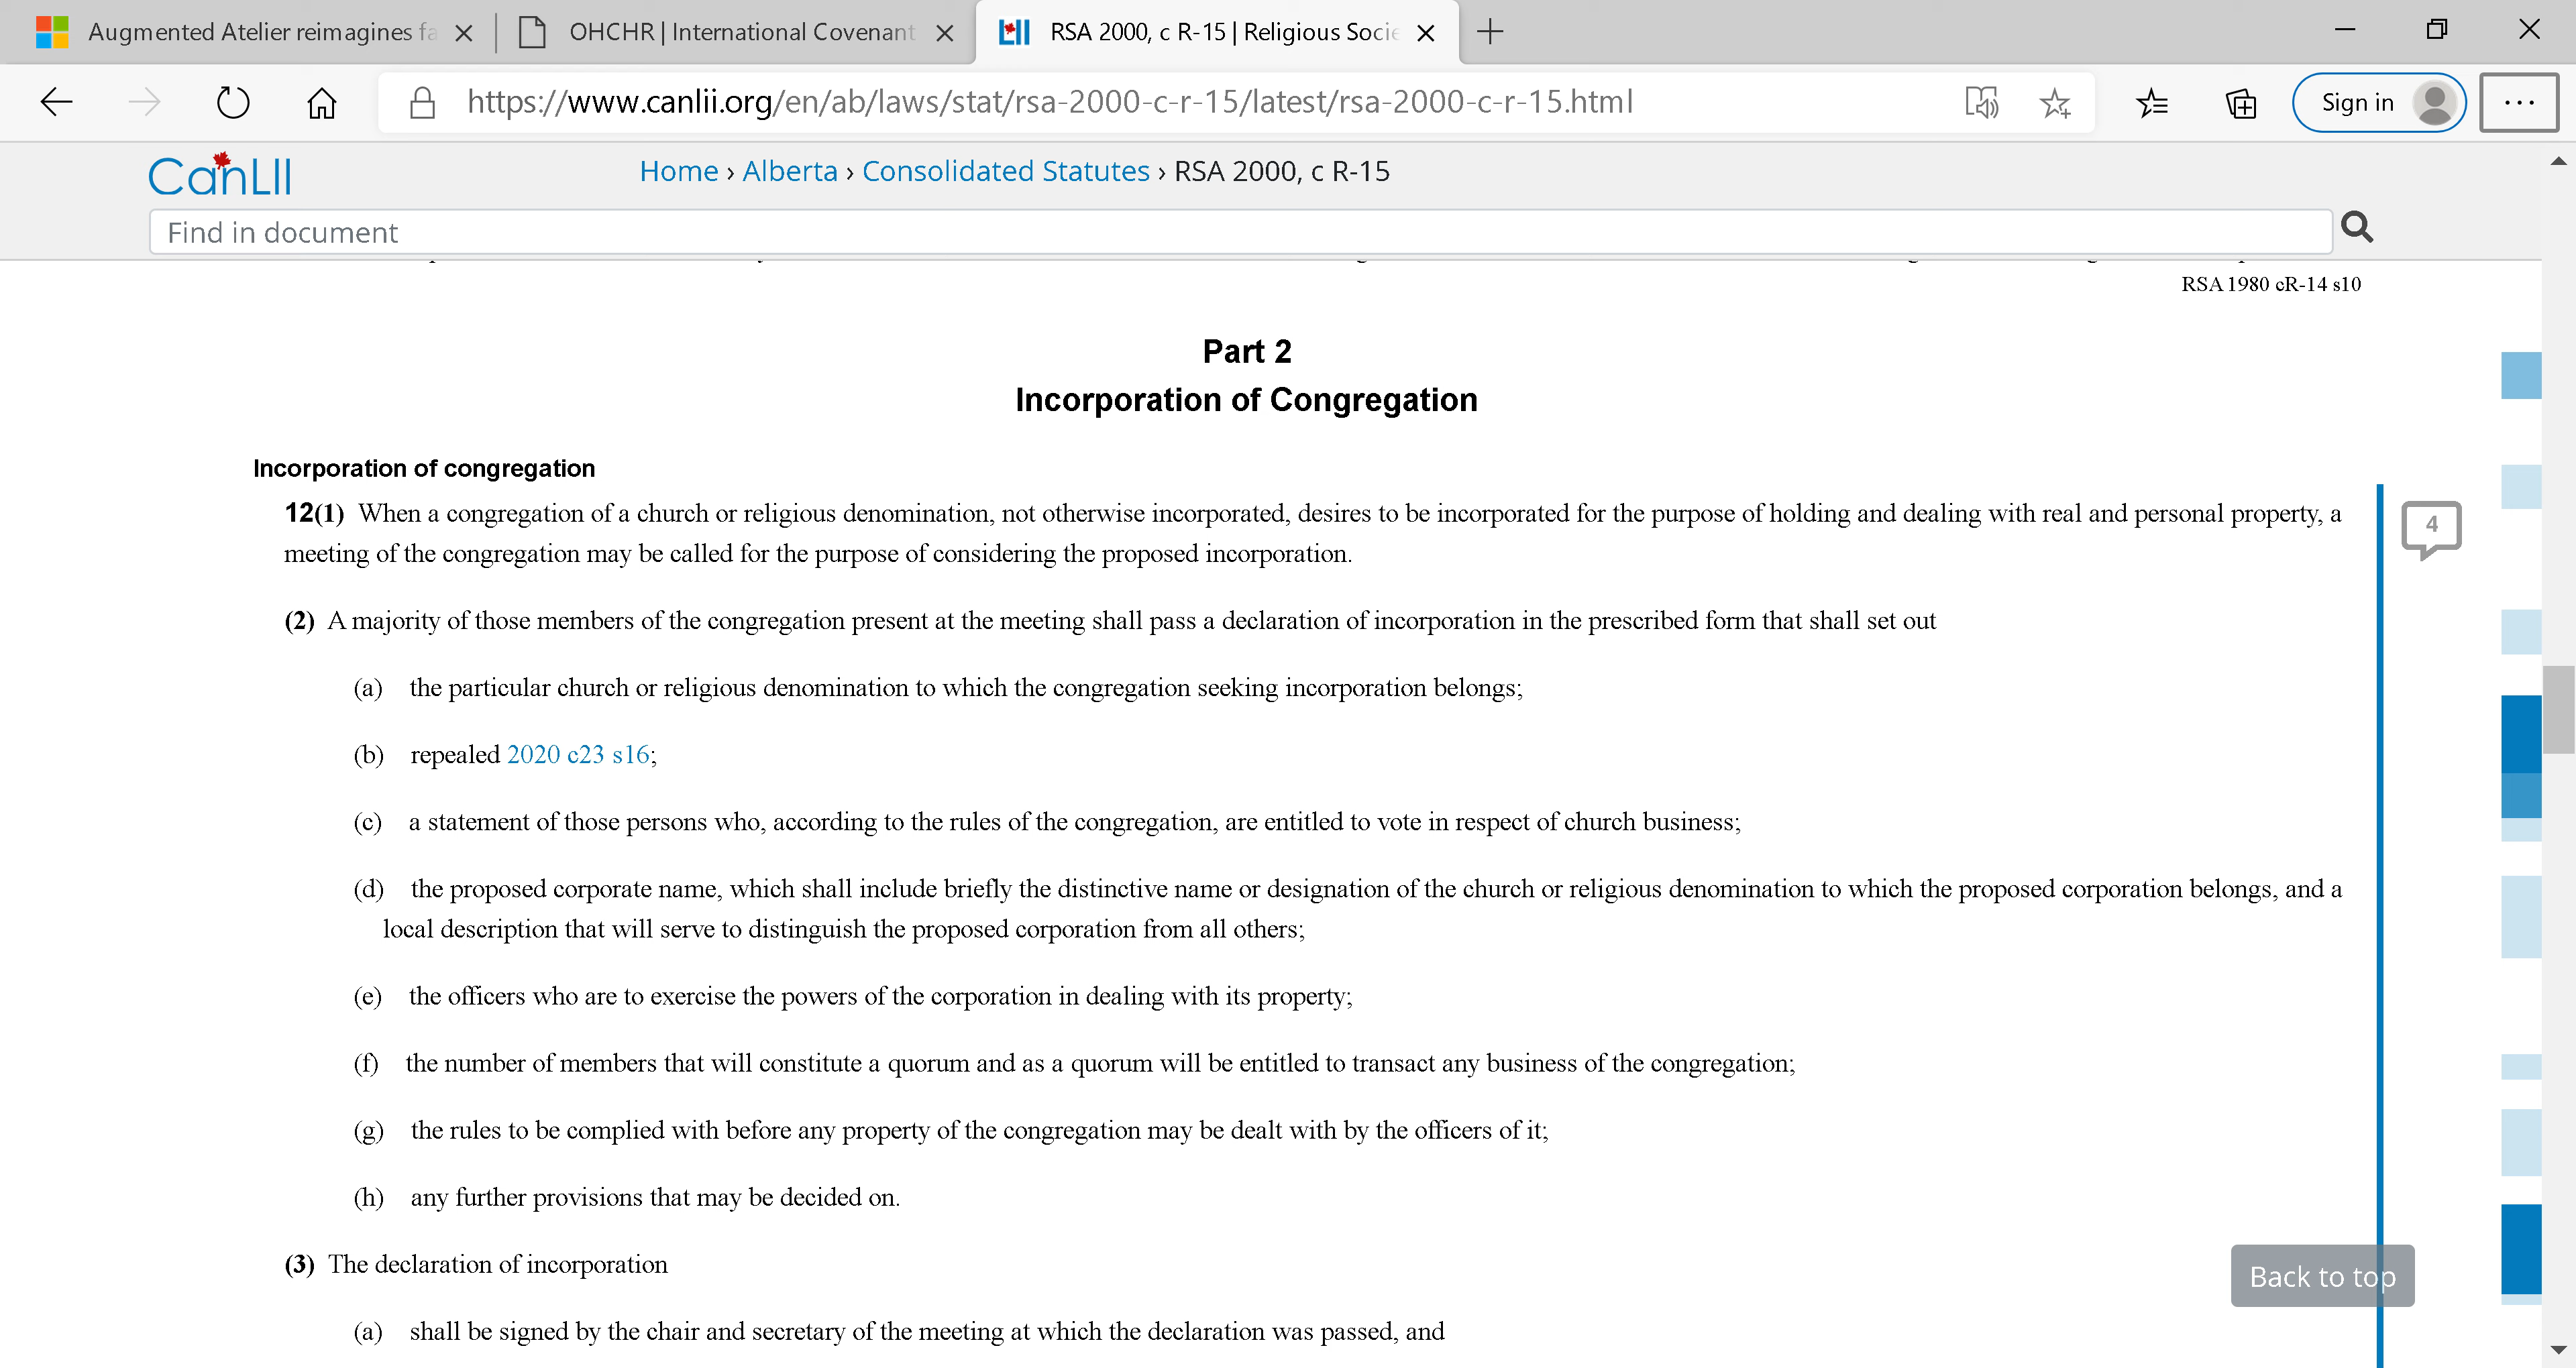 Augmented Atelier reimagines fa
OHCHR | International Covenant
RSA 2000, c R-15 | Religious Socie
https://www.canlii.org/en/ab/laws/stat/rsa-2000-c-r-15/latest/rsa-2000-c-r-15.html
Sign in
CanLII
Home › Alberta › Consolidated Statutes › RSA 2000, c R-15
Find in document
RSA 1980 cR-14 s10
Part 2
Incorporation of Congregation
Incorporation of congregation
12(1) When a congregation of a church or religious denomination, not otherwise incorporated, desires to be incorporated for the purpose of holding and dealing with real and personal property, a
meeting of the congregation may be called for the purpose of considering the proposed incorporation.
4
(2) A majority of those members of the congregation present at the meeting shall pass a declaration of incorporation in the prescribed form that shall set out
(a) the particular church or religious denomination to which the congregation seeking incorporation belongs;
(b) repealed 2020 c23 s16;
(c) a statement of those persons who, according to the rules of the congregation, are entitled to vote in respect of church business;
(d) the proposed corporate name, which shall include briefly the distinctive name or designation of the church or religious denomination to which the proposed corporation belongs, and a
local description that will serve to distinguish the proposed corporation from all others;
(e) the officers who are to exercise the powers of the corporation in dealing with its property;
(f) the number of members that will constitute a quorum and as a quorum will be entitled to transact any business of the congregation;
(g) the rules to be complied with before any property of the congregation may be dealt with by the officers of it;
(h) any further provisions that may be decided on.
(3) The declaration of incorporation
Back to top
(a) shall be signed by the chair and secretary of the meeting at which the declaration was passed, and